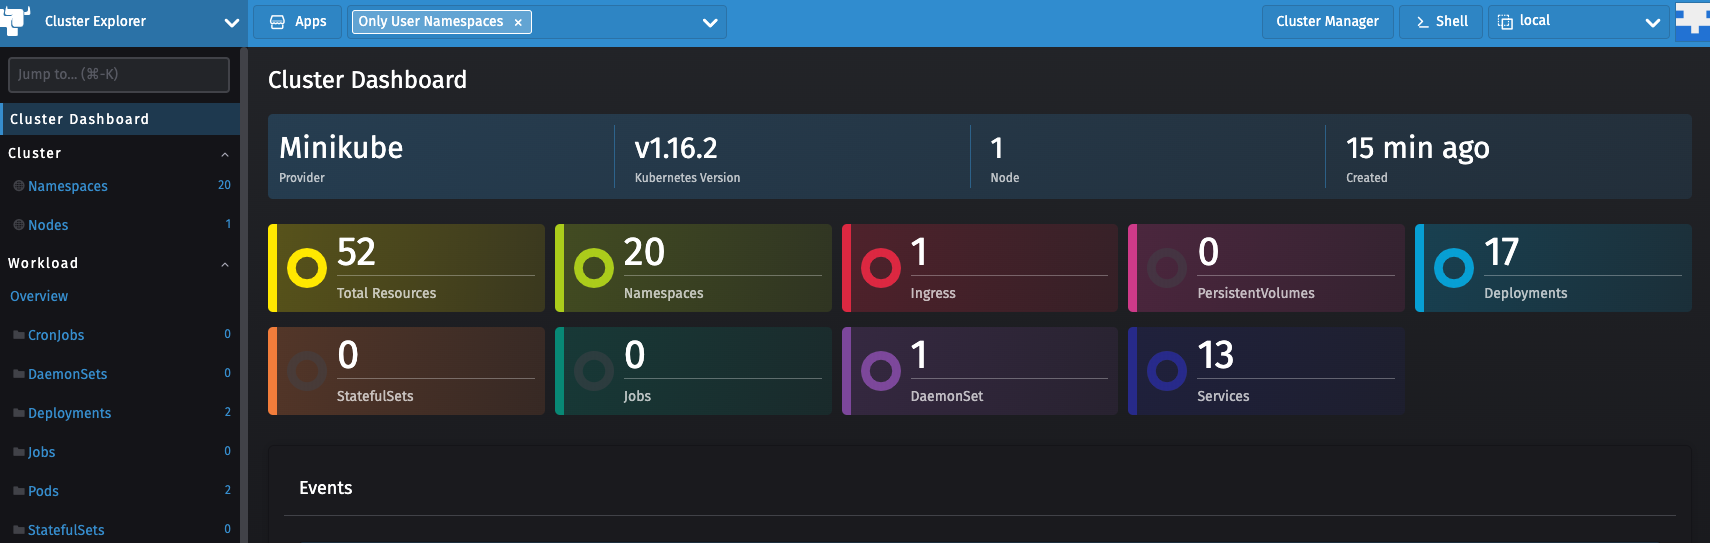 Cluster Explorer
Apps
Only User Namespaces ×
Cluster Manager
Shell
local
Jump to... (⌘-K)
Cluster Dashboard
Cluster
Namespaces 20
Nodes 1
Workload
Overview
CronJobs 0
DaemonSets 0
Deployments 2
Jobs 0
Pods 2
StatefulSets 0
Cluster Dashboard
Minikube
Provider
v1.16.2
Kubernetes Version
1
Node
15 min ago
Created
52
Total Resources
20
Namespaces
1
Ingress
0
PersistentVolumes
17
Deployments
0
StatefulSets
0
Jobs
1
DaemonSet
13
Services
Events